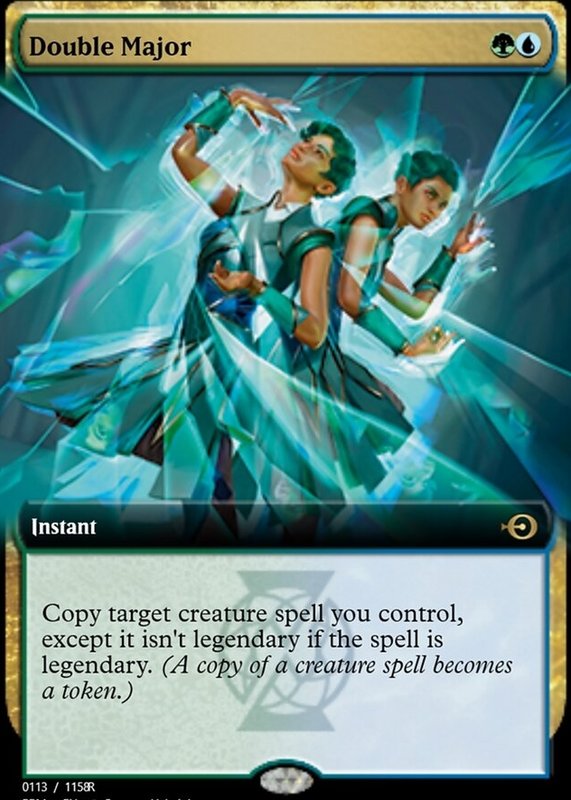 Double Major
Instant
Copy target creature spell you control,
except it isn't legendary if the spell is
legendary. (A copy of a creature spell becomes
a token.)
0113 / 1158R